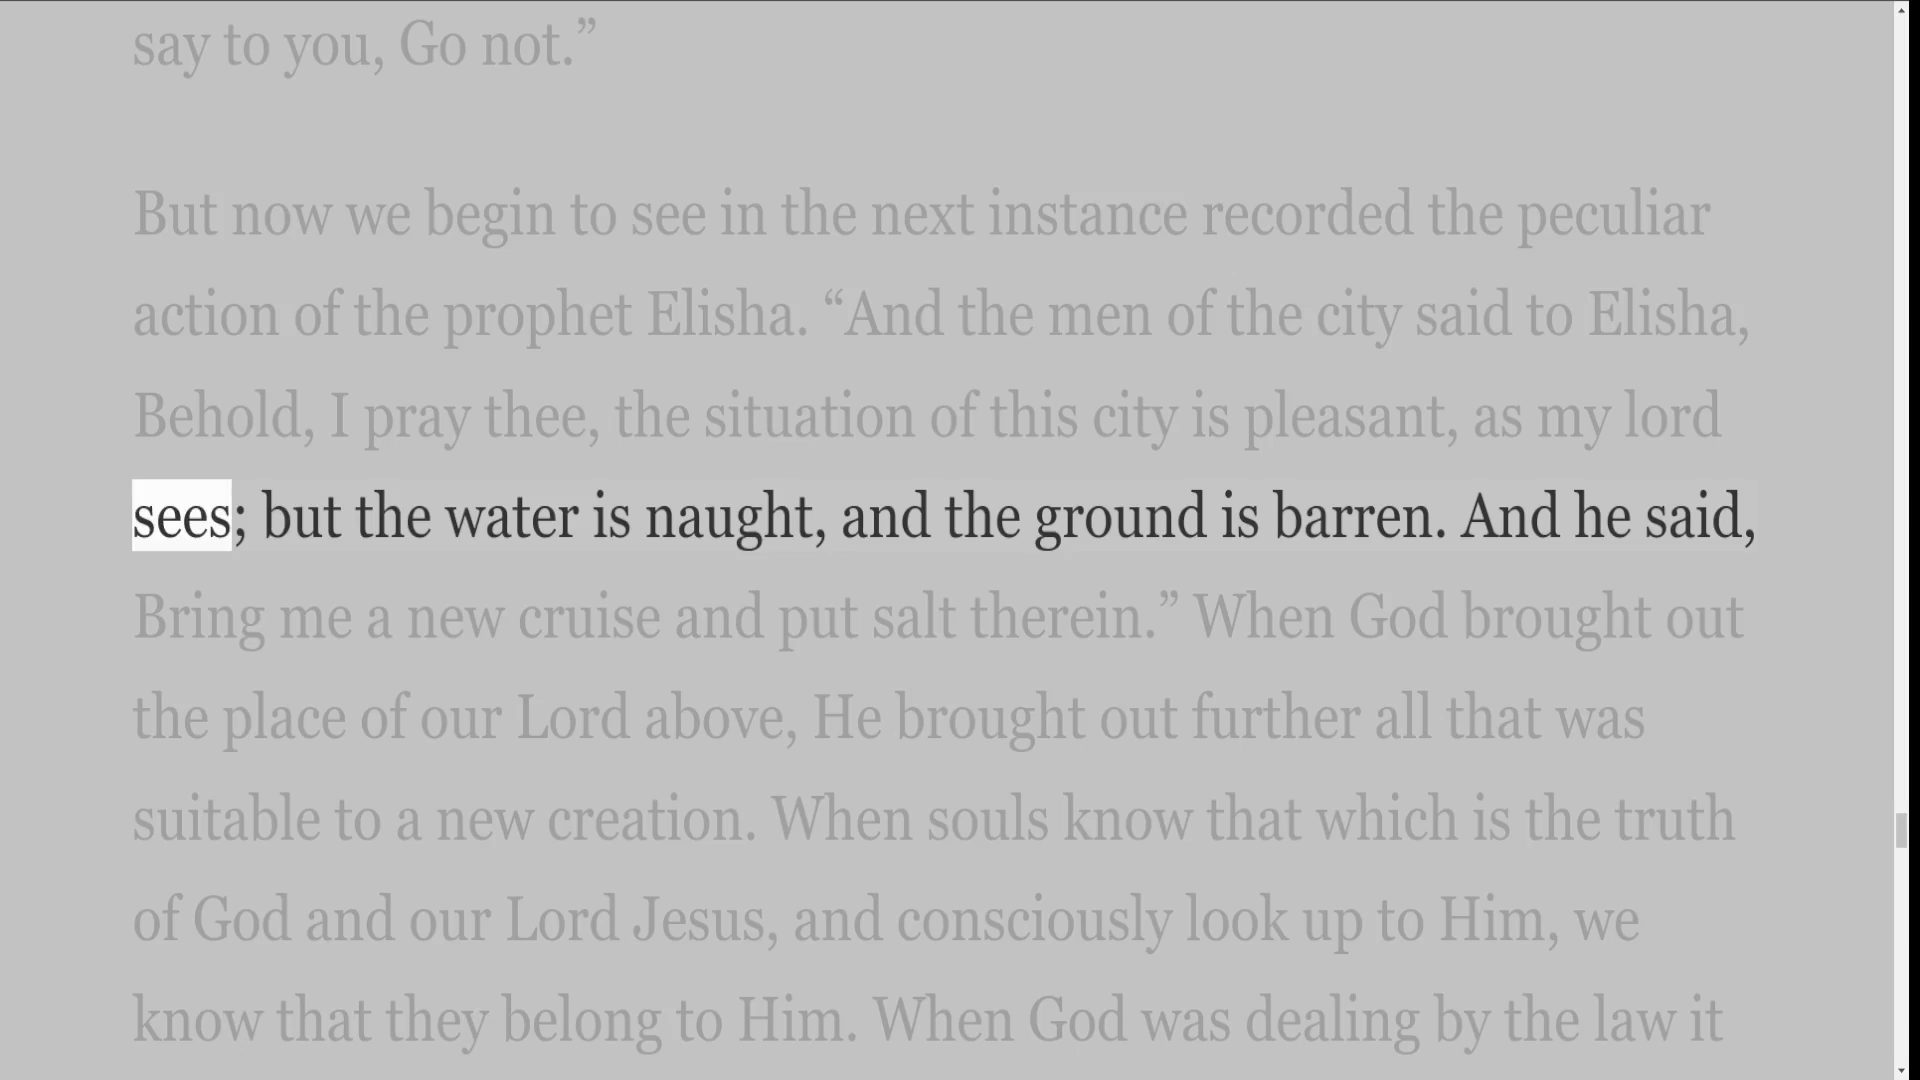 say to you, Go not.”
But now we begin to see in the next instance recorded the peculiar
action of the prophet Elisha. “And the men of the city said to Elisha,
Behold, I pray thee, the situation of this city is pleasant, as my lord
sees; but the water is naught, and the ground is barren. And he said,
Bring me a new cruise and put salt therein.” When God brought out
the place of our Lord above, He brought out further all that was
suitable to a new creation. When souls know that which is the truth
of God and our Lord Jesus, and consciously look up to Him, we
know that they belong to Him. When God was dealing by the law it